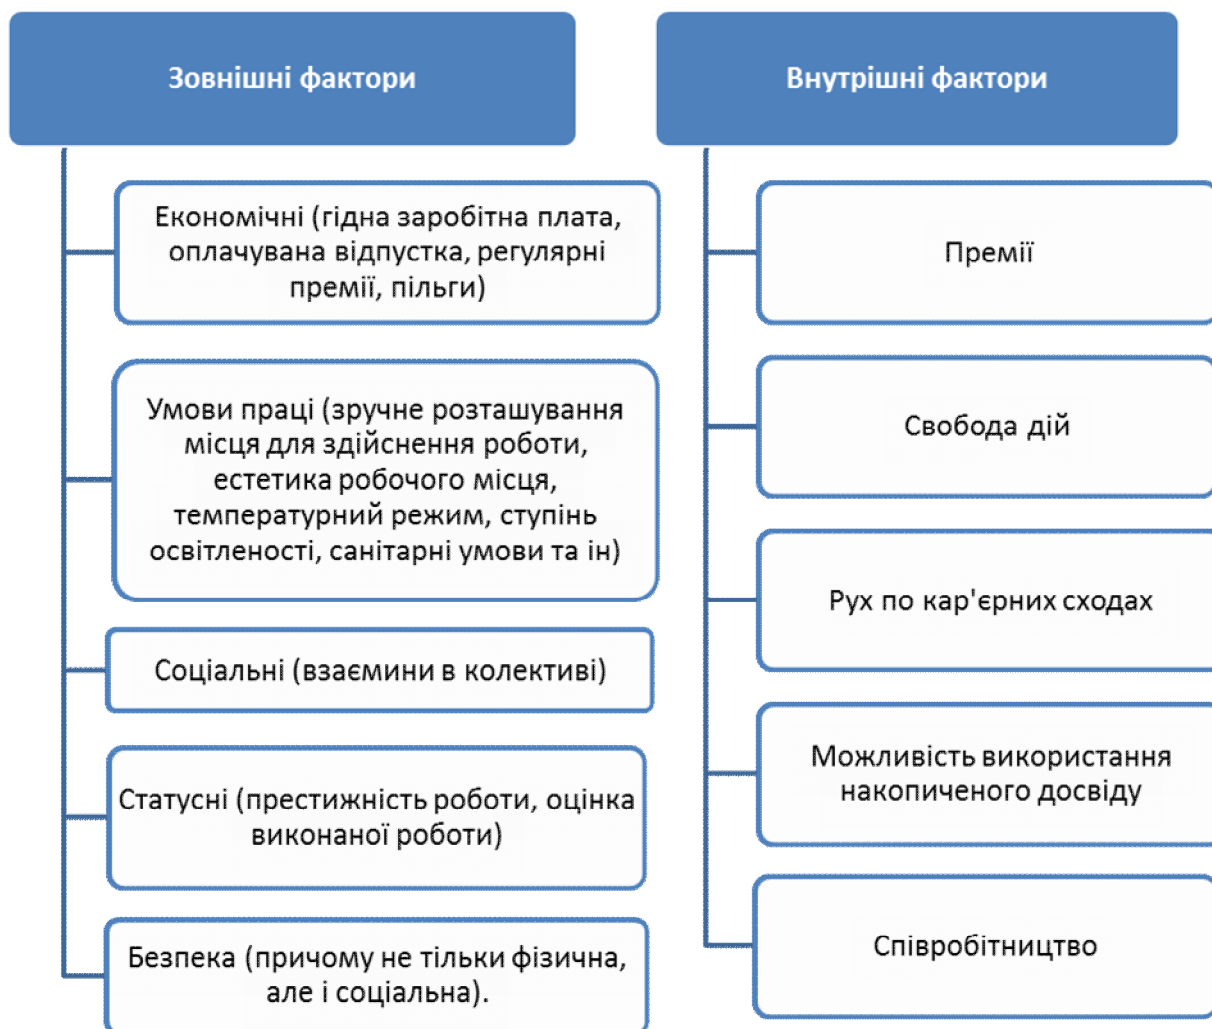 Зовнішні фактори
Економічні (гідна заробітна плата,
оплачувана відпустка, регулярні
премії, пільги)
Умови праці (зручне розташування
місця для здійснення роботи,
естетика робочого місця,
температурний режим, ступінь
освітленості, санітарні умови та ін)
Соціальні (взаємини в колективі)
Статусні (престижність роботи, оцінка
виконаної роботи)
Безпека (причому не тільки фізична,
але і соціальна).
Внутрішні фактори
Премії
Свобода дій
Рух по кар'єрних сходах
Можливість використання
накопиченого досвіду
Співробітництво